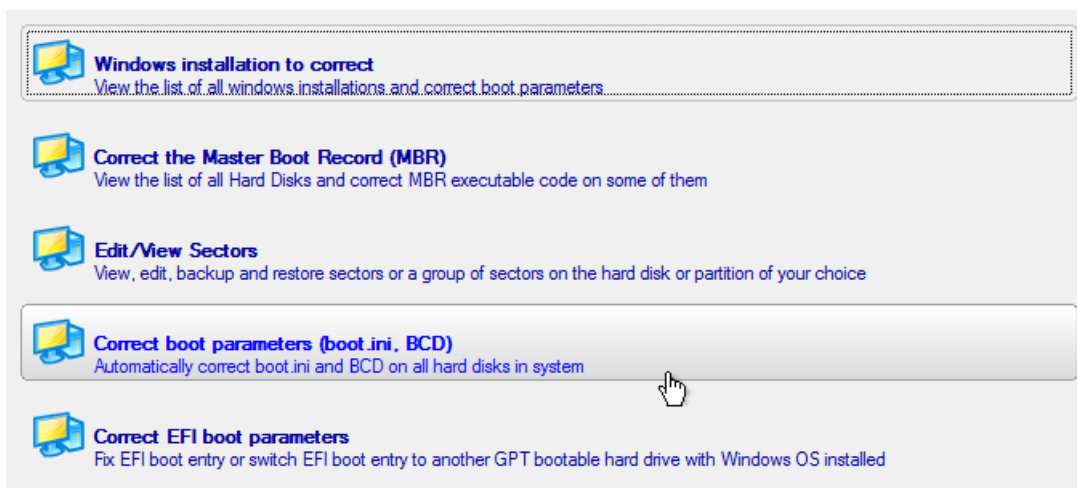 Windows installation to correct
View the list of all windows installations and correct boot parameters
Correct the Master Boot Record (MBR)
View the list of all Hard Disks and correct MBR executable code on some of them
Edit/View Sectors
View, edit, backup and restore sectors or a group of sectors on the hard disk or partition of your choice
Correct boot parameters (boot.ini, BCD)
Automatically correct boot.ini and BCD on all hard disks in system
Correct EFI boot parameters
Fix EFI boot entry or switch EFI boot entry to another GPT bootable hard drive with Windows OS installed